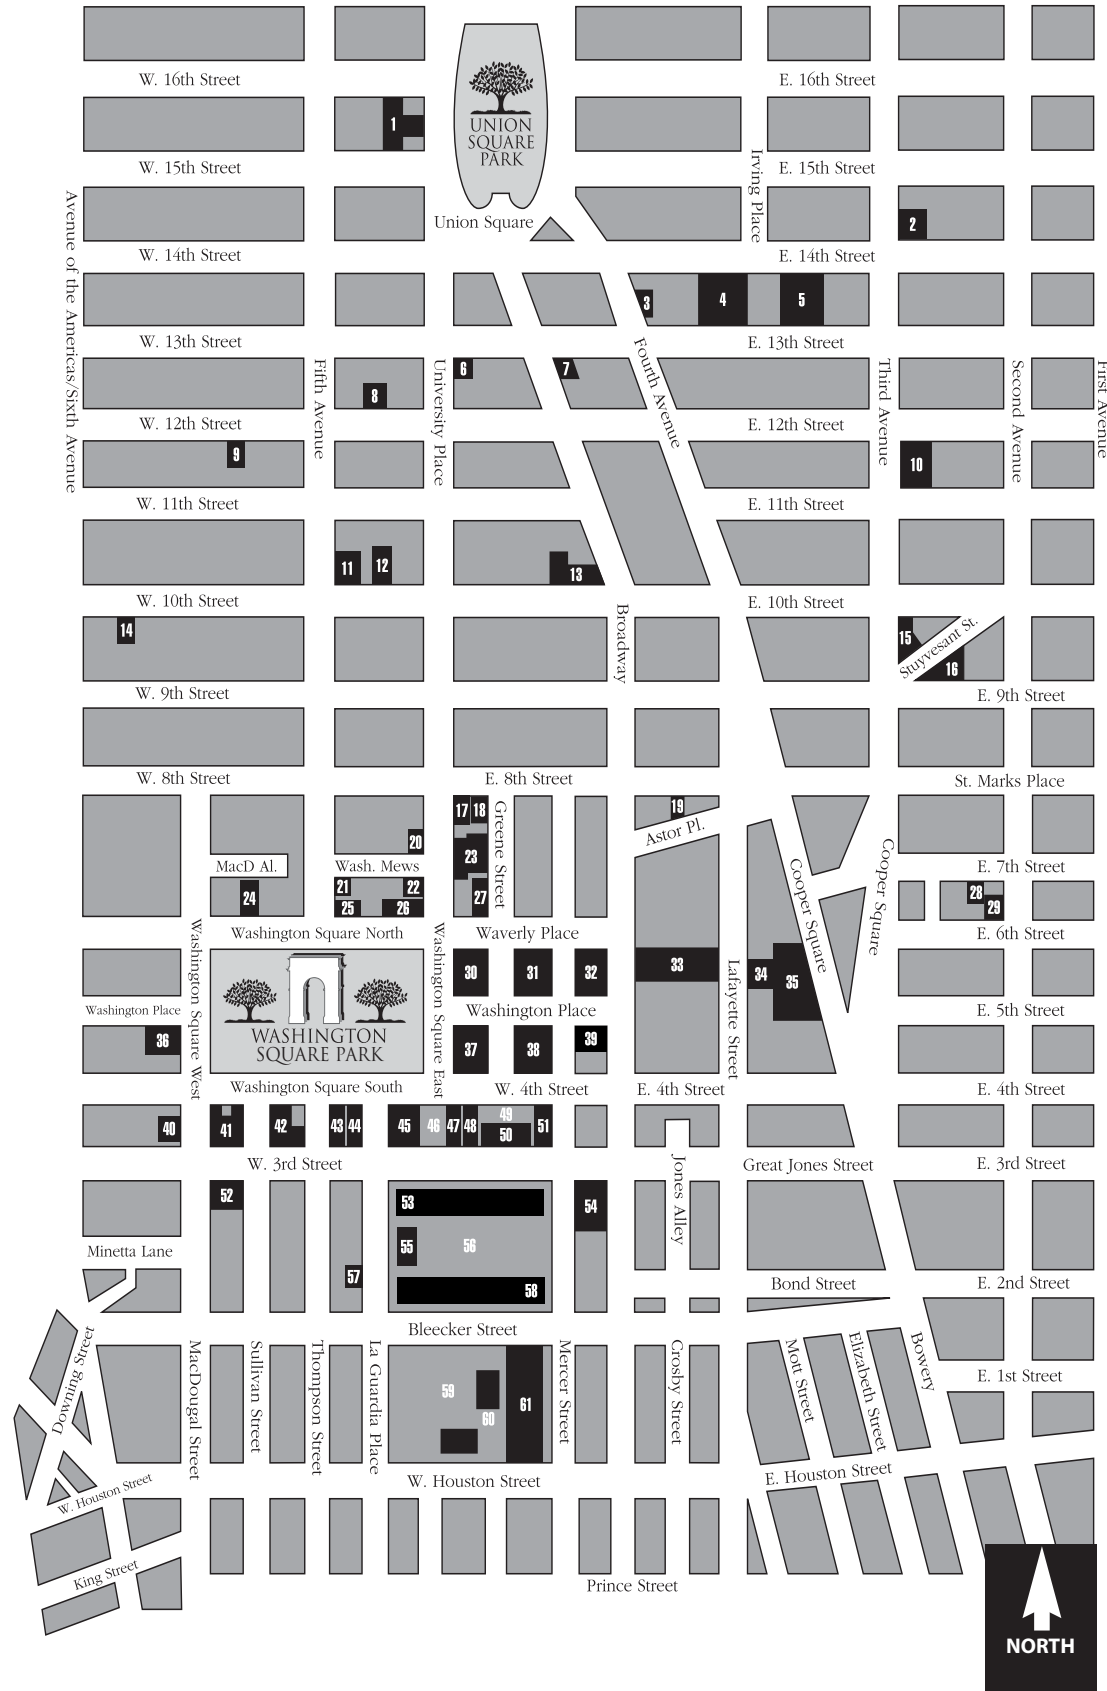 W. 16th Street
E. 16th Street
UNION
SQUARE
PARK
1
W. 15th Street
Irving Place
E. 15th Street
Avenue of the Americas/Sixth Avenue
Union Square
2
W. 14th Street
E. 14th Street
3
4
5
W. 13th Street
Fourth Avenue
E. 13th Street
Fifth Avenue
University Place
Third Avenue
Second Avenue
First Avenue
6
7
8
W. 12th Street
E. 12th Street
9
10
W. 11th Street
E. 11th Street
11
12
13
W. 10th Street
Broadway
E. 10th Street
14
15
Stuyvesant St.
16
W. 9th Street
E. 9th Street
W. 8th Street
E. 8th Street
St. Marks Place
17
18
Greene Street
19
Astor Pl.
20
MacD Al.
Wash. Mews
23
Cooper Square
Cooper Square
E. 7th Street
21
22
24
25
26
27
28
29
Washington Square West
Washington Square North
Washington Square East
Waverly Place
E. 6th Street
30
31
32
33
Lafayette Street
34
35
Washington Place
Washington Place
E. 5th Street
WASHINGTON
SQUARE PARK
36
37
38
39
Washington Square South
W. 4th Street
E. 4th Street
E. 4th Street
40
41
42
43
44
45
46
47
48
49
50
51
W. 3rd Street
Jones Alley
Great Jones Street
E. 3rd Street
52
53
54
Minetta Lane
55
56
57
58
Bond Street
E. 2nd Street
Bleecker Street
Downing Street
MacDougal Street
Sullivan Street
Thompson Street
La Guardia Place
Mercer Street
Crosby Street
Mott Street
Elizabeth Street
Bowery
E. 1st Street
59
60
61
W. Houston Street
W. Houston Street
E. Houston Street
King Street
Prince Street
NORTH